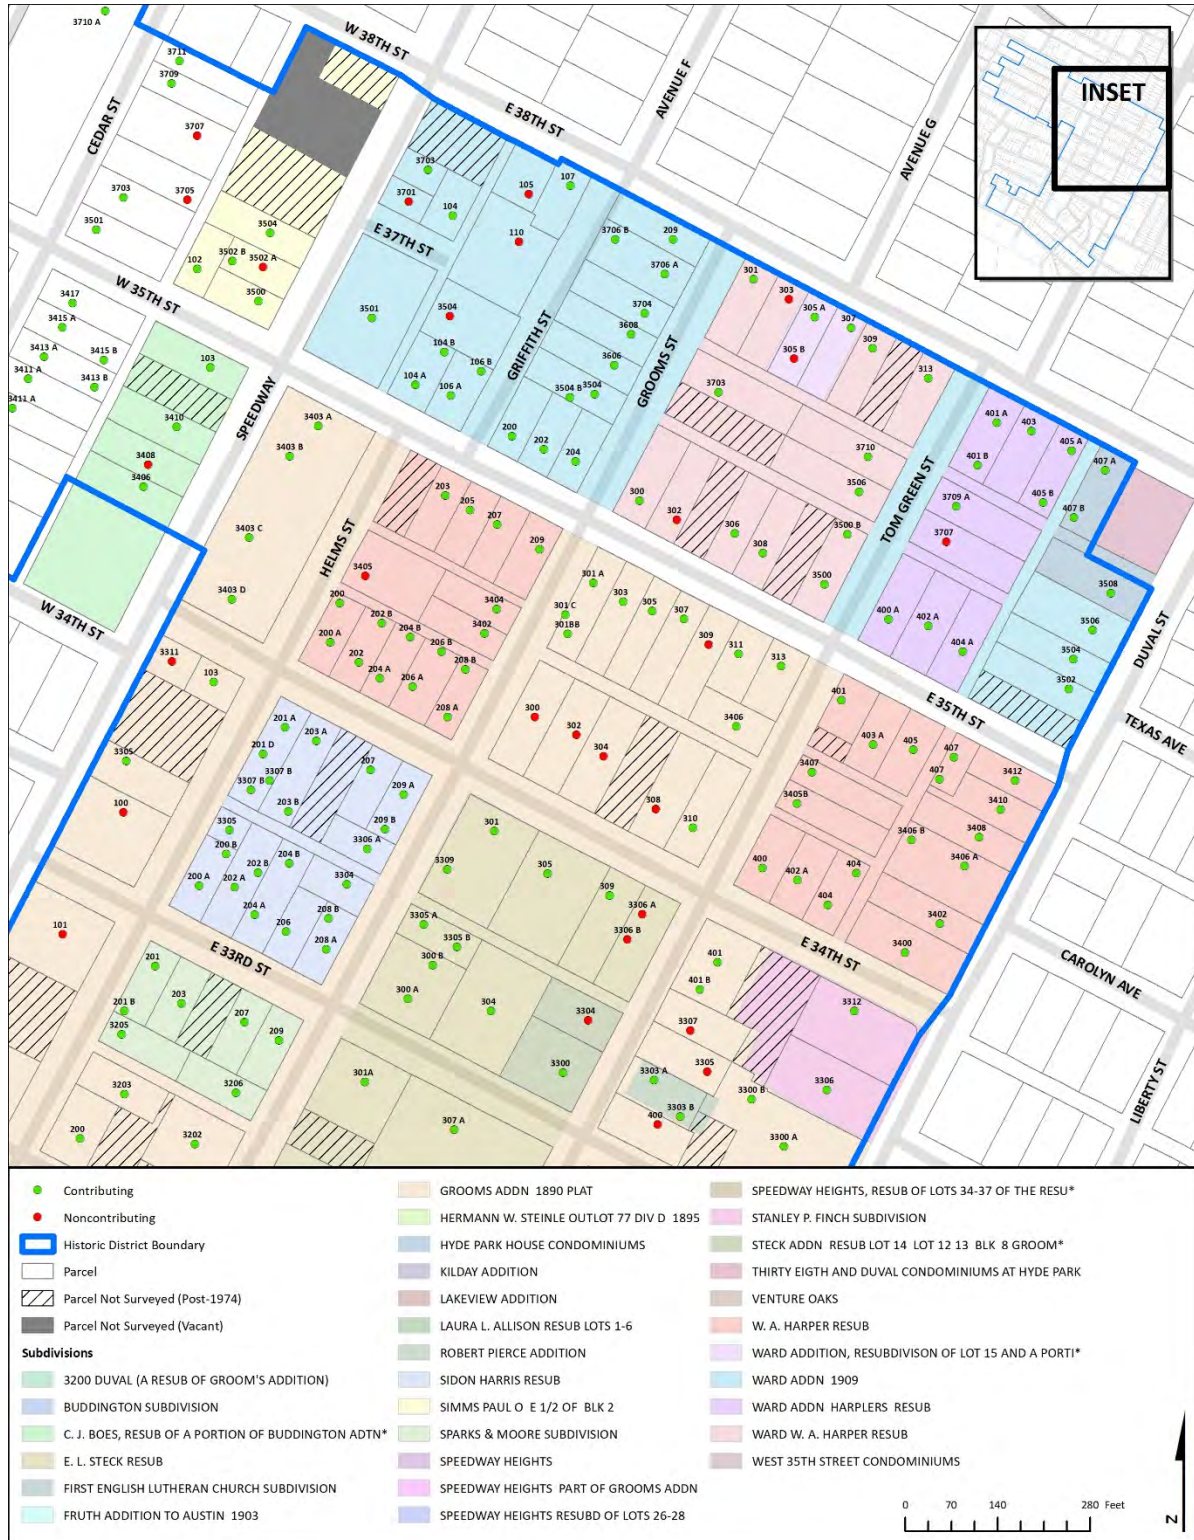 3710 A
W 38TH ST
3711
3709
AVENUE F
INSET
3707
CEDAR ST
E 38TH ST
AVENUE G
3703
3705
3703
107
105
3701
104
3501
3504
110
E 37TH ST
3706 B
209
3502 B
3502 A
102
3706 A
301
3500
W 35TH ST
303
3417
305 A
307
3415 A
3501
3504
3704
309
3608
3413 A
3415 B
103
104 B
GRIFFITH ST
305 B
3411 A
3413 B
106 B
3606
GROOMS ST
313
104 A
106 A
3504 B
3504
3703
3411 A
SPEEDWAY
3410
3403 A
401 A
403
200
202
405 A
3403 B
204
3710
3408
401 B
407 A
3406
203
205
3506
TOM GREEN ST
207
300
405 B
3709 A
407 B
302
3403 C
HELMS ST
209
306
308
3500 B
3707
3405
301 A
3500
3508
3403 D
200
303
305
3404
301 C
307
400 A
W 34TH ST
202 B
301BB
402 A
3506
204 B
3402
DUVAL ST
200 A
206 B
309
311
404 A
3504
3311
202
208 B
313
103
204 A
206 A
3502
E 35TH ST
401
208 A
300
TEXAS AVE
201 A
302
3406
203 A
403 A
405
201 D
304
407
3305
207
3407
3307 B
3307 B
407
3412
209 A
3405B
203 B
308
100
310
3410
3305
209 B
301
3406 B
3408
200 B
3306 A
204 B
3406 A
202 B
3309
305
400
404
200 A
202 A
3304
402 A
309
404
204 A
3306 A
206
208 B
3305 A
3402
101
3306 B
208 A
3305 B
3400
E 33RD ST
300 B
E 34TH ST
201
401
CAROLYN AVE
401 B
300 A
304
201 B
203
207
3304
3307
3312
3205
209
3300
3305
3303 A
3206
301A
3300 B
3306
3203
3303 B
LIBERTY ST
400
307 A
200
3202
3300 A
Contributing
Noncontributing
Historic District Boundary
Parcel
Parcel Not Surveyed (Post-1974)
Parcel Not Surveyed (Vacant)
Subdivisions
3200 DUVAL (A RESUB OF GROOM'S ADDITION)
BUDDINGTON SUBDIVISION
C. J. BOES, RESUB OF A PORTION OF BUDDINGTON ADTN*
E. L. STECK RESUB
FIRST ENGLISH LUTHERAN CHURCH SUBDIVISION
FRUTH ADDITION TO AUSTIN 1903
GROOMS ADDN 1890 PLAT
HERMANN W. STEINLE OUTLOT 77 DIV D 1895
HYDE PARK HOUSE CONDOMINIUMS
KILDAY ADDITION
LAKEVIEW ADDITION
LAURA L. ALLISON RESUB LOTS 1-6
ROBERT PIERCE ADDITION
SIDON HARRIS RESUB
SIMMS PAUL O E 1/2 OF BLK 2
SPARKS & MOORE SUBDIVISION
SPEEDWAY HEIGHTS
SPEEDWAY HEIGHTS PART OF GROOMS ADDN
SPEEDWAY HEIGHTS RESUBD OF LOTS 26-28
SPEEDWAY HEIGHTS, RESUB OF LOTS 34-37 OF THE RESU*
STANLEY P. FINCH SUBDIVISION
STECK ADDN RESUB LOT 14 LOT 12 13 BLK 8 GROOM*
THIRTY EIGTH AND DUVAL CONDOMINIUMS AT HYDE PARK
VENTURE OAKS
W. A. HARPER RESUB
WARD ADDITION, RESUBDIVISON OF LOT 15 AND A PORTI*
WARD ADDN 1909
WARD ADDN HARPLERS RESUB
WARD W. A. HARPER RESUB
WEST 35TH STREET CONDOMINIUMS
0 70 140 280 Feet
N